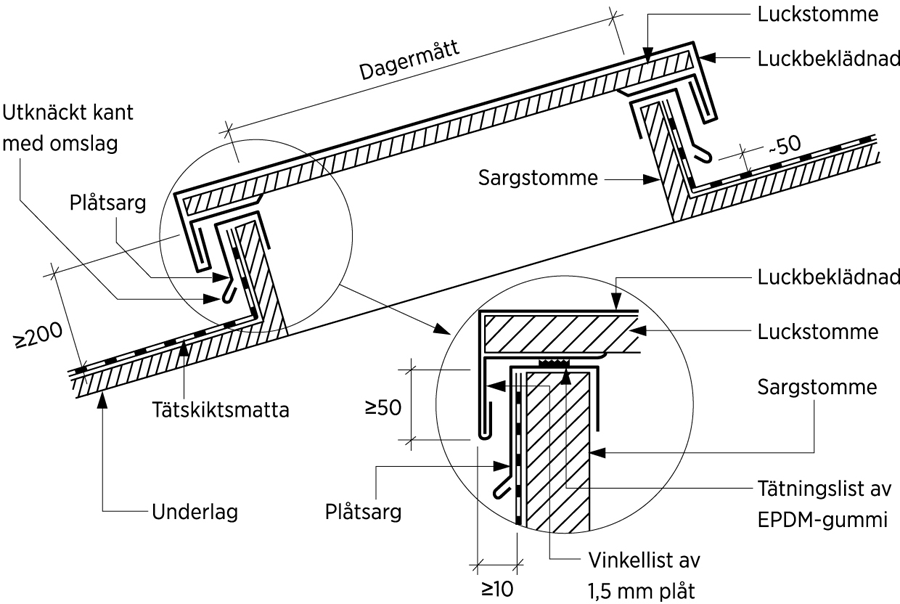 Luckstomme
Dagermått
Luckbeklädnad
Utknäckt kant
med omslag
~50
Sargstomme
Plåtsarg
Luckbeklädnad
≥200
Luckstomme
Sargstomme
Tätskiktsmatta
≥50
Tätningslist av
EPDM-gummi
Underlag
Plåtsarg
Vinkellist av
1,5 mm plåt
≥10